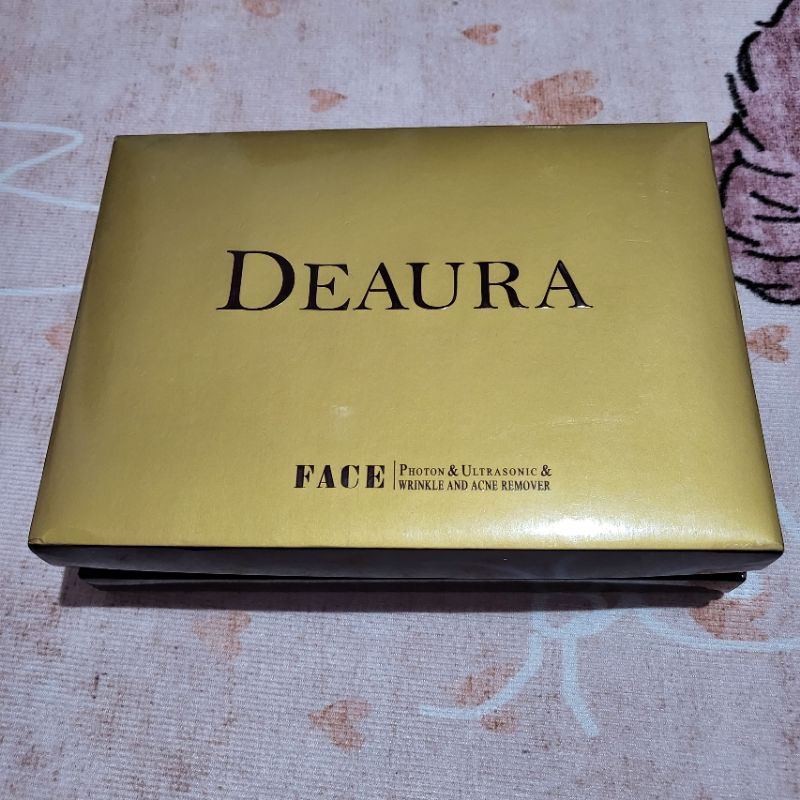 DEAURA
FACE
PHOTON & ULTRASONIC &
WRINKLE AND ACNE REMOVER